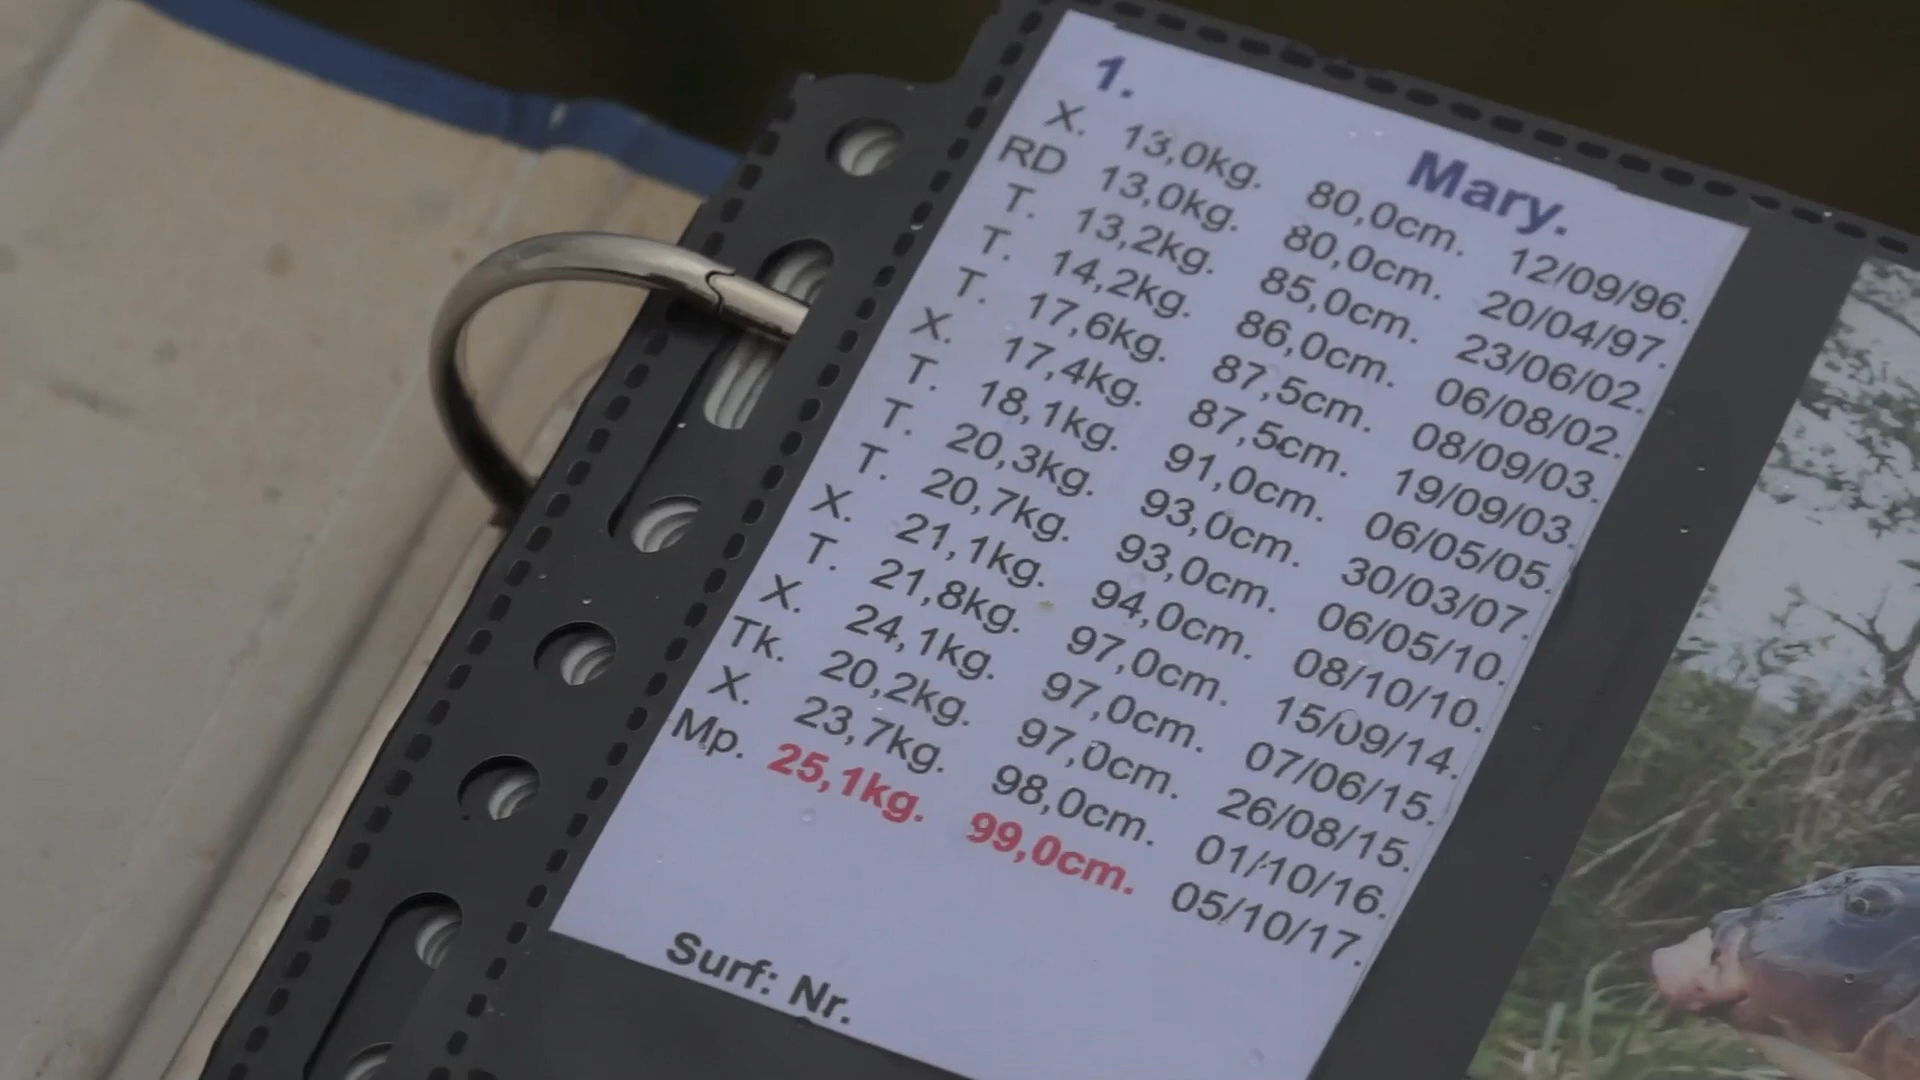 1. Mary.
X. 13,0kg. 80,0cm. 12/09/96.
RD 13,0kg. 80,0cm. 20/04/97.
T. 13,2kg. 85,0cm. 23/06/02.
T. 14,2kg. 86,0cm. 06/08/02.
T. 17,6kg. 87,5cm. 08/09/03.
X. 17,4kg. 87,5cm. 19/09/03.
T. 18,1kg. 91,0cm. 06/05/05.
T. 20,3kg. 93,0cm. 30/03/07.
T. 20,7kg. 93,0cm. 06/05/10.
X. 21,1kg. 94,0cm. 08/10/10.
T. 21,8kg. 97,0cm. 15/09/14.
X. 24,1kg. 97,0cm. 07/06/15.
Tk. 20,2kg. 97,0cm. 26/08/15.
X. 23,7kg. 98,0cm. 01/10/16.
Mp. 25,1kg. 99,0cm. 05/10/17.
Surf: Nr.